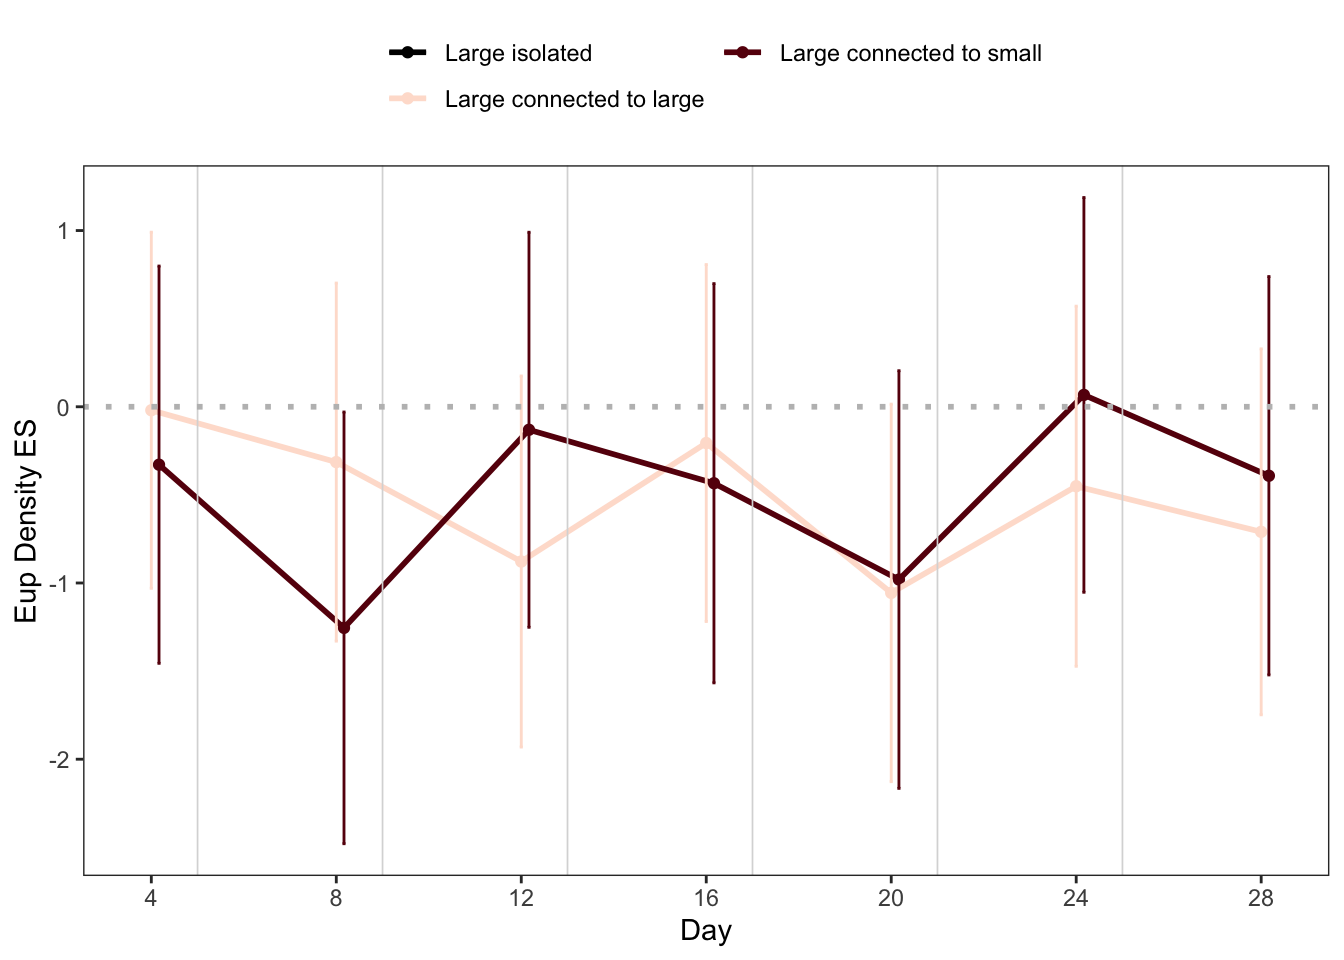 Large isolated
Large connected to small
Large connected to large
Eup Density ES
1
0
-1
-2
4
8
12
16
20
24
28
Day